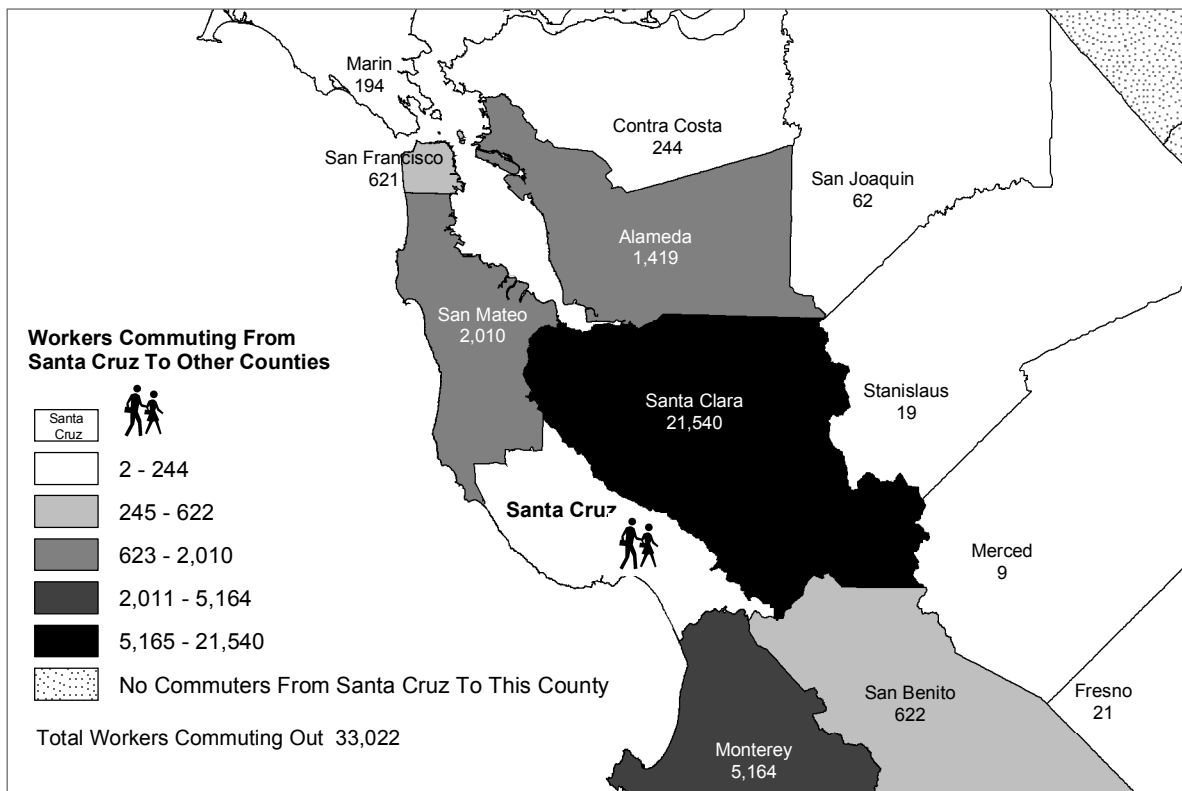 Marin
194
Contra Costa
244
San Francisco
621
San Joaquin
62
Alameda
1,419
San Mateo
2,010
Workers Commuting From
Santa Cruz To Other Counties
Santa
Cruz
2 - 244
245 - 622
623 - 2,010
2,011 - 5,164
5,165 - 21,540
No Commuters From Santa Cruz To This County
Total Workers Commuting Out 33,022
Santa Clara
21,540
Stanislaus
19
Santa Cruz
Merced
9
San Benito
622
Fresno
21
Monterey
5,164